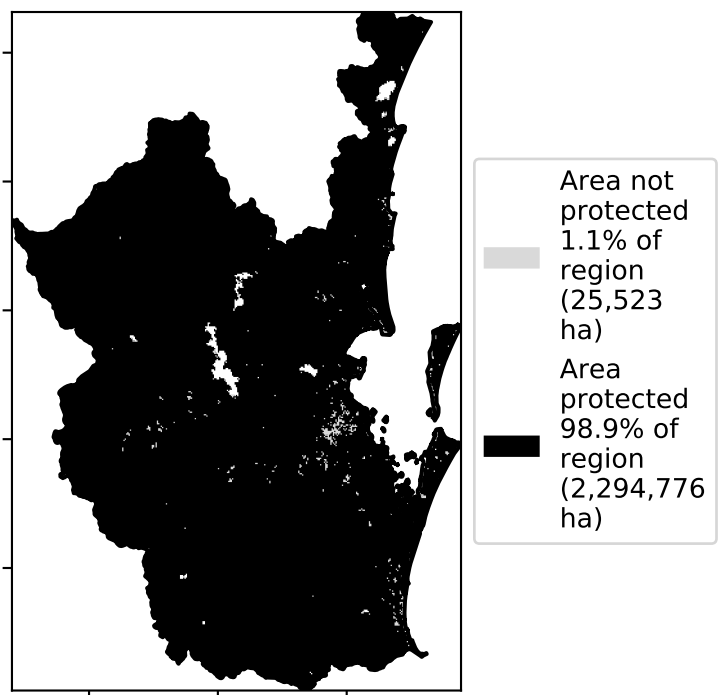 Area not
protected
1.1% of
region
(25,523
ha)
Area
protected
98.9% of
region
(2,294,776
ha)